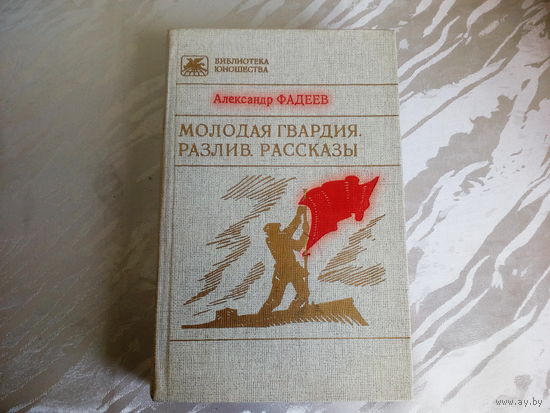 БИБЛИОТЕКА
ЮНОШЕСТВА
Александр ФАДЕЕВ
МОЛОДАЯ ГВАРДИЯ.
РАЗЛИВ. РАССКАЗЫ
© www.ay.by